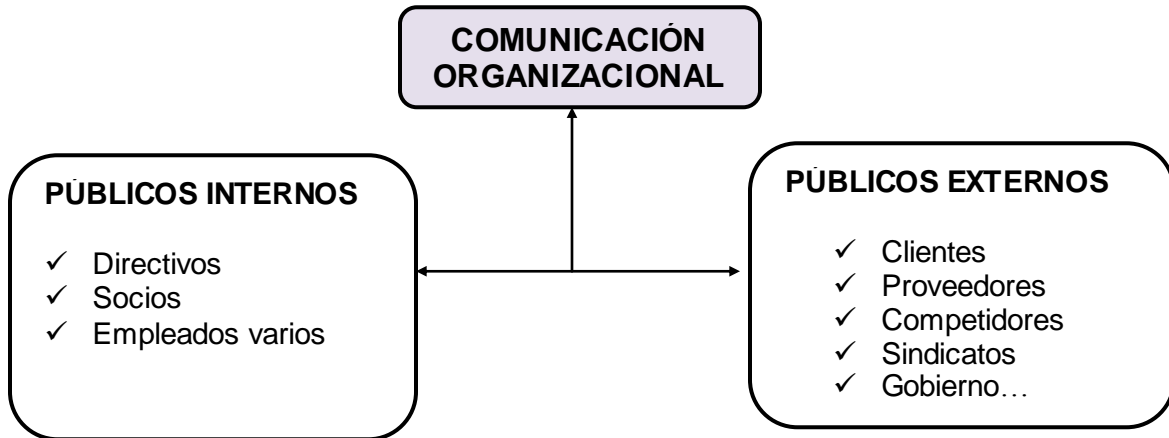 COMUNICACIÓN
ORGANIZACIONAL
PÚBLICOS INTERNOS
✓ Directivos
✓ Socios
✓ Empleados varios
PÚBLICOS EXTERNOS
✓ Clientes
✓ Proveedores
✓ Competidores
✓ Sindicatos
✓ Gobierno…